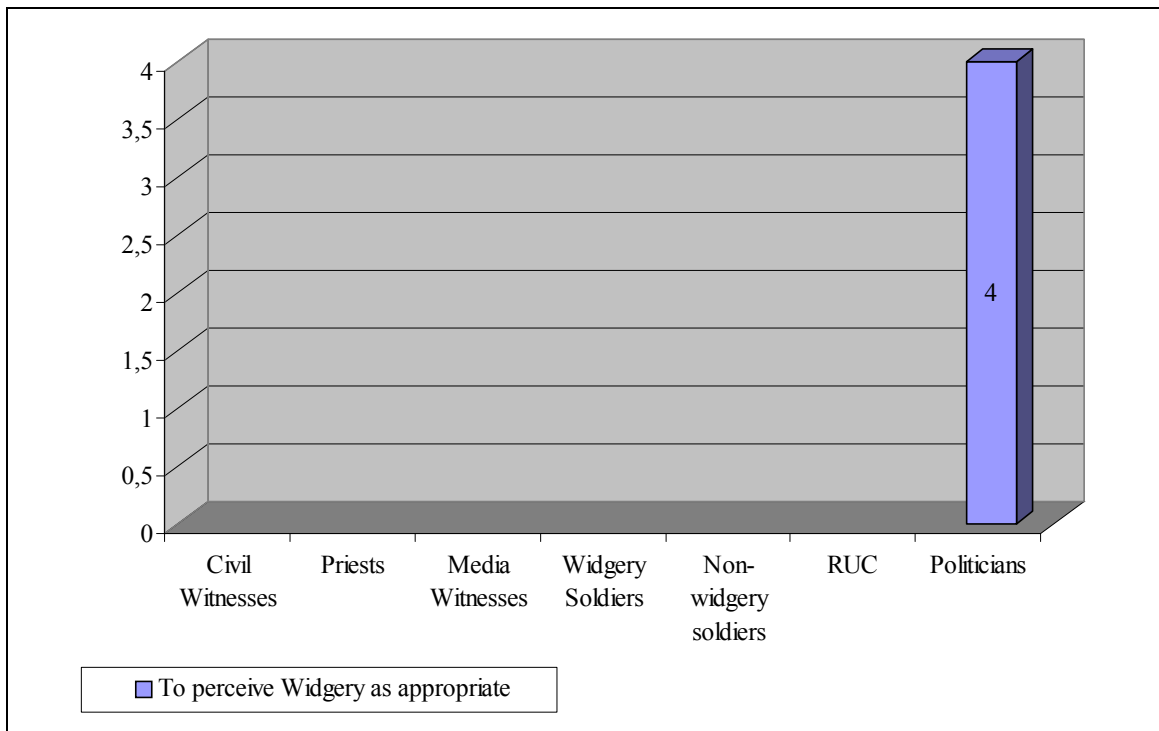 4
3,5
3
2,5
2
1,5
1
0,5
0
4
Civil
Witnesses
Priests
Media
Witnesses
Widgery
Soldiers
Non-
widgery
soldiers
RUC
Politicians
To perceive Widgery as appropriate